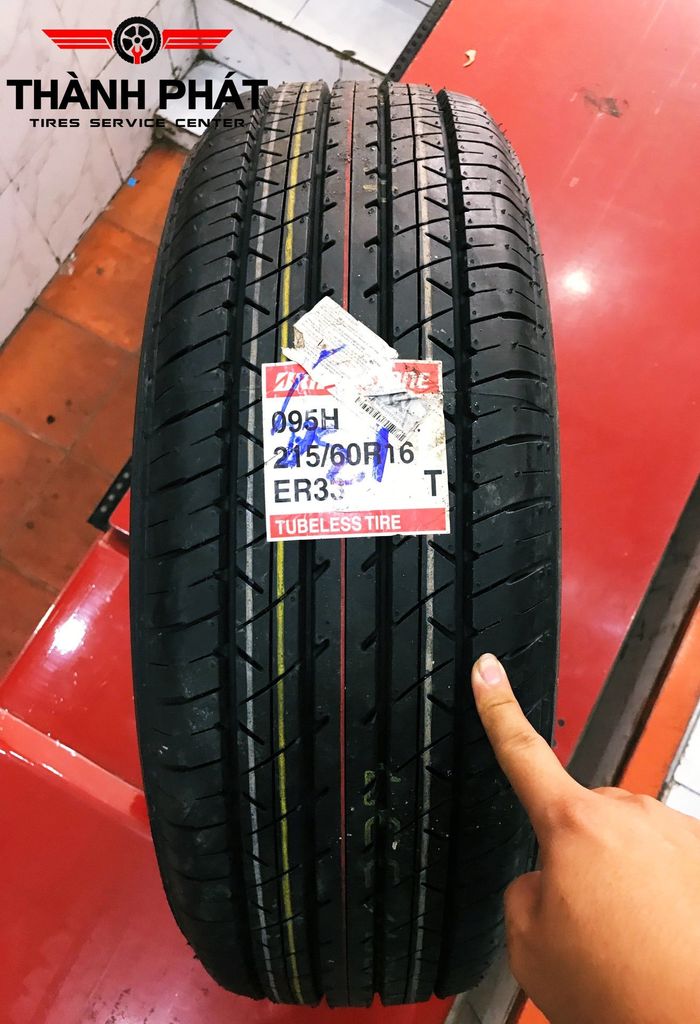 THÀNH PHÁT
TIRES SERVICE CENTER
095H
215/60R16
T
TUBELESS TIRE